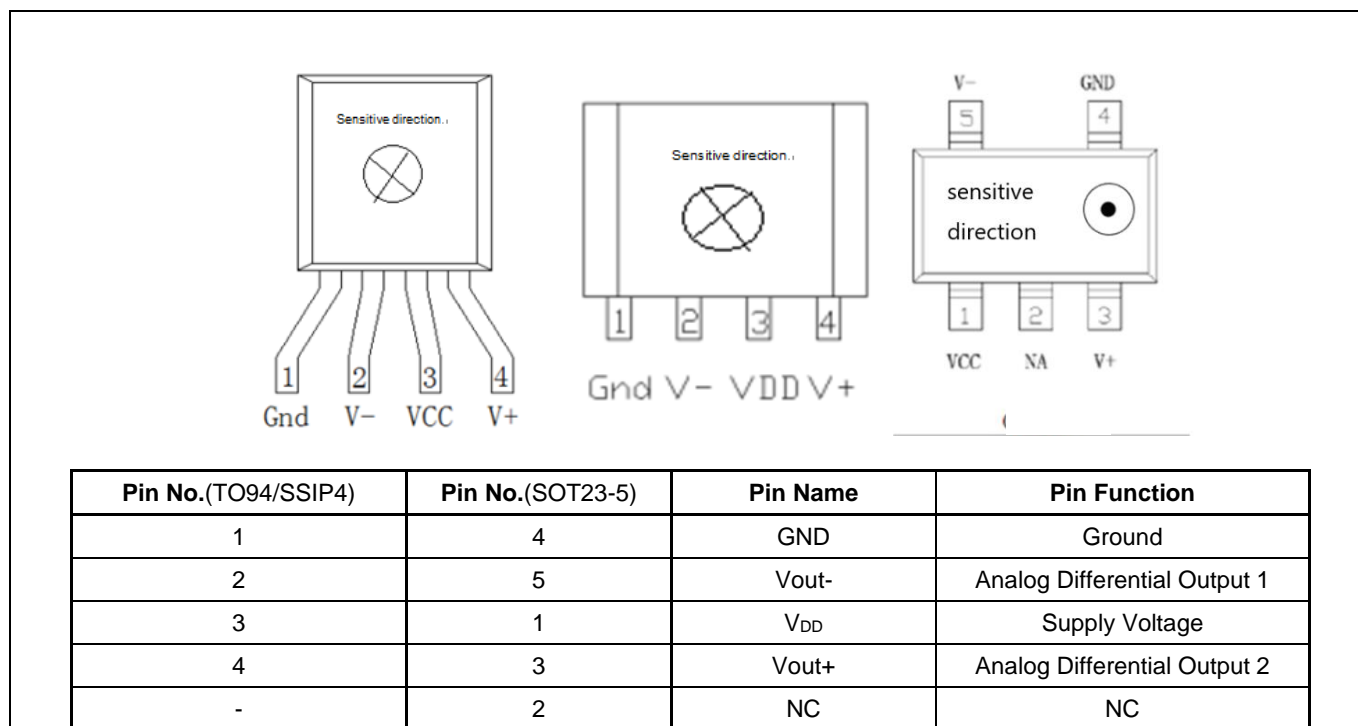 Sensitive direction.
1 2 3 4
Gnd V- VCC V+
Sensitive direction.
1 2 3 4
Gnd V- VDD V+
V- GND
5 4
sensitive
direction
1 2 3
VCC NA V+
Pin No.(TO94/SSIP4) Pin No.(SOT23-5) Pin Name Pin Function
1 4 GND Ground
2 5 Vout- Analog Differential Output 1
3 1 VDD Supply Voltage
4 3 Vout+ Analog Differential Output 2
- 2 NC NC